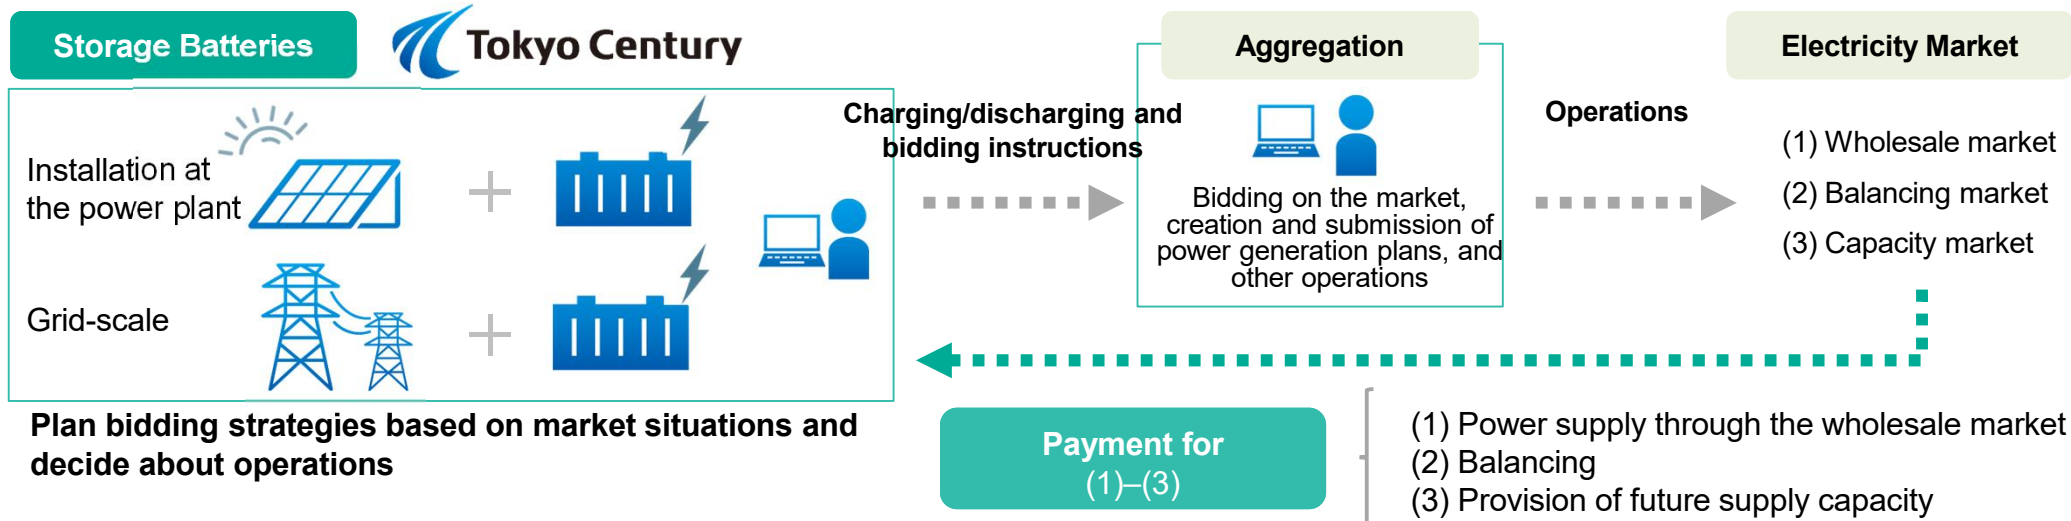 Storage Batteries
Tokyo Century
Installation at
the power plant
Grid-scale
Plan bidding strategies based on market situations and
decide about operations
Charging/discharging and
bidding instructions
Aggregation
Bidding on the market,
creation and submission of
power generation plans, and
other operations
Operations
Electricity Market
(1) Wholesale market
(2) Balancing market
(3) Capacity market
Payment for
(1)–(3)
(1) Power supply through the wholesale market
(2) Balancing
(3) Provision of future supply capacity